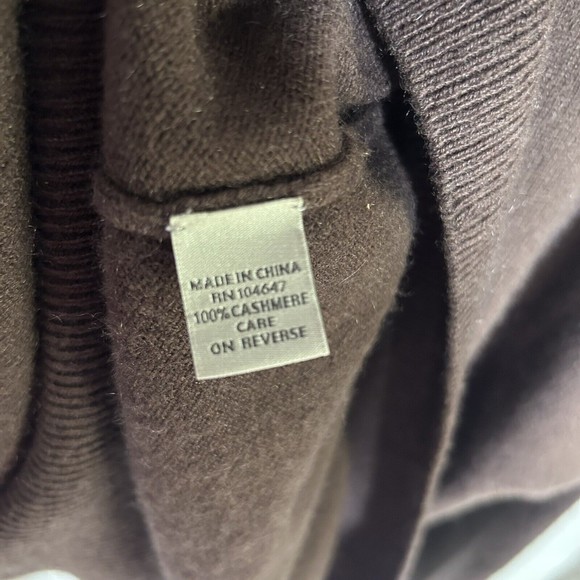 MADE IN CHINA
RN 104647
100% CASHMERE
CARE
ON REVERSE